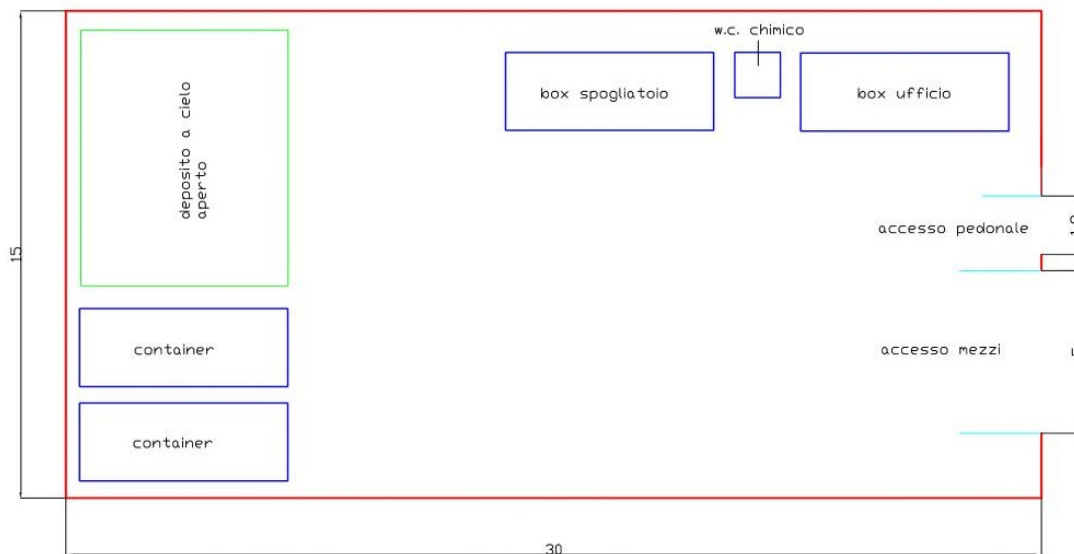 w.c. chimico
box spogliatoio
box ufficio
deposito a cielo
aperto
accesso pedonale
15
container
accesso mezzi
container
30